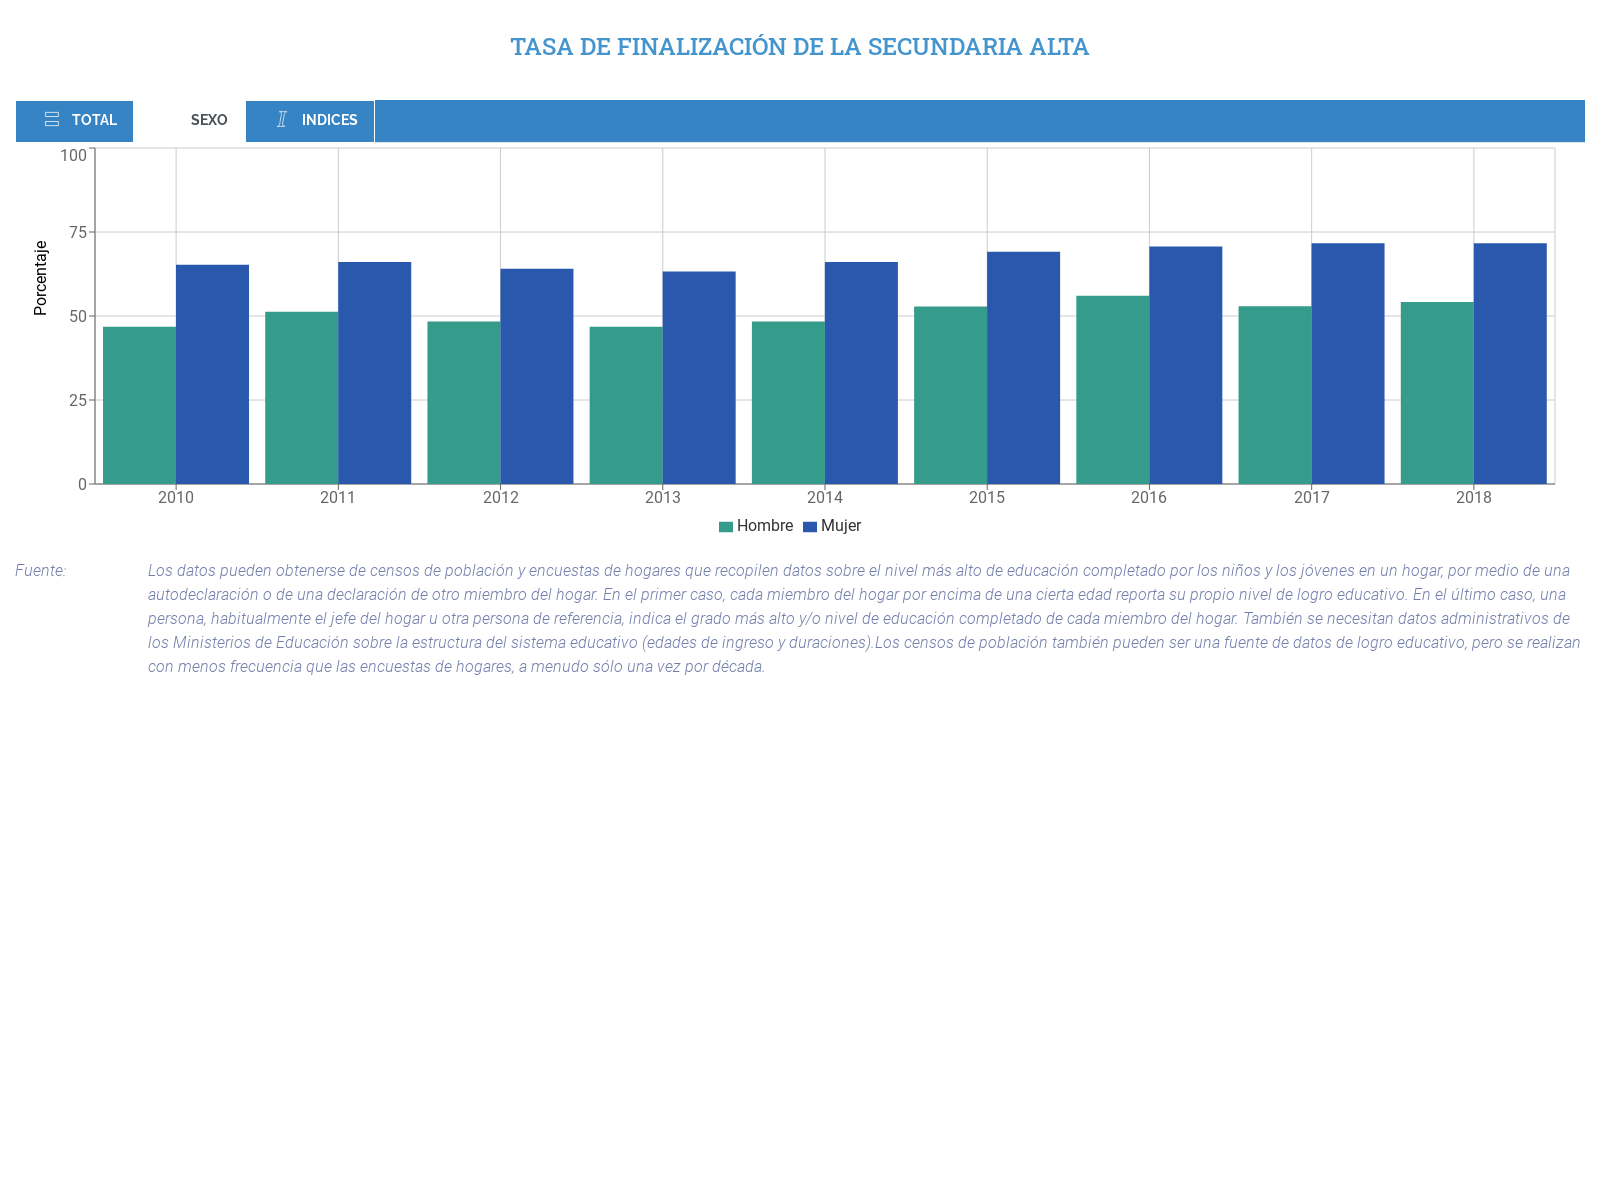 TASA DE FINALIZACIÓN DE LA SECUNDARIA ALTA
TOTAL SEXO INDICES
Porcentaje
100
75
50
25
0
2010 2011 2012 2013 2014 2015 2016 2017 2018
Hombre Mujer
Fuente: Los datos pueden obtenerse de censos de población y encuestas de hogares que recopilen datos sobre el nivel más alto de educación completado por los niños y los jóvenes en un hogar, por medio de una
autodeclaración o de una declaración de otro miembro del hogar. En el primer caso, cada miembro del hogar por encima de una cierta edad reporta su propio nivel de logro educativo. En el último caso, una
persona, habitualmente el jefe del hogar u otra persona de referencia, indica el grado más alto y/o nivel de educación completado de cada miembro del hogar. También se necesitan datos administrativos de
los Ministerios de Educación sobre la estructura del sistema educativo (edades de ingreso y duraciones).Los censos de población también pueden ser una fuente de datos de logro educativo, pero se realizan
con menos frecuencia que las encuestas de hogares, a menudo sólo una vez por década.